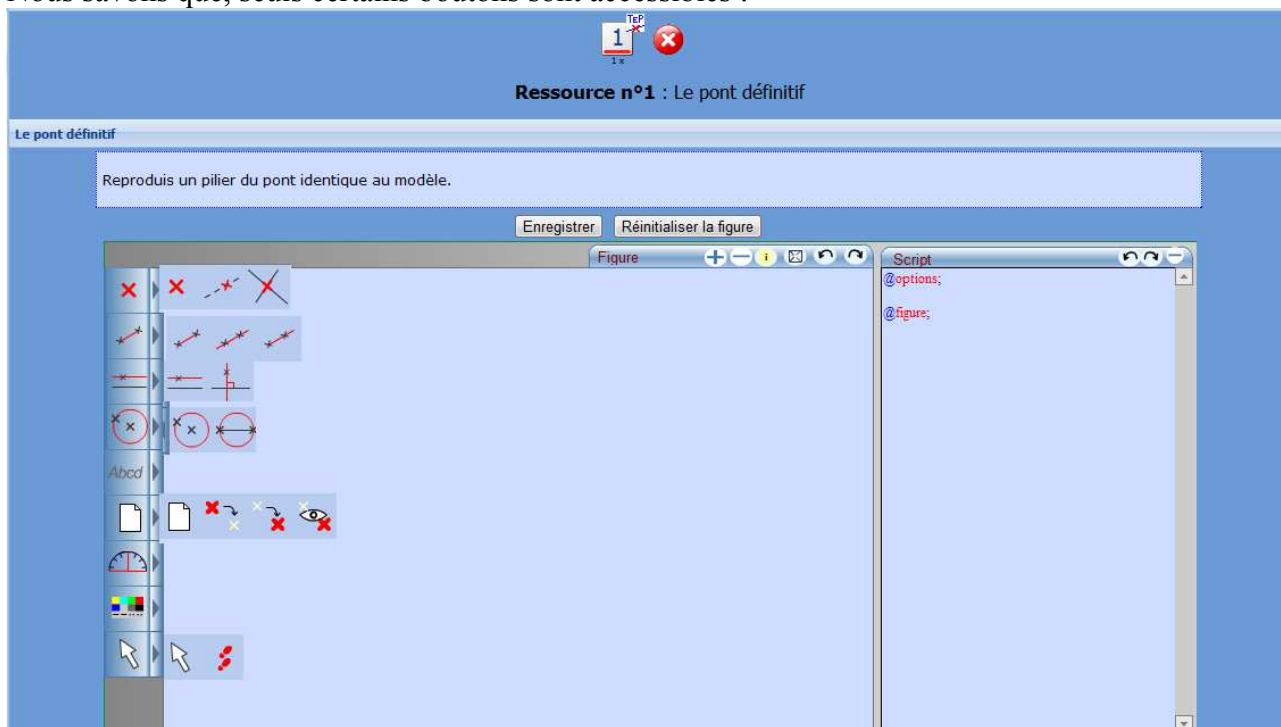 Nous savons que, seuls certains boutons sont accessibles :
TeP
1
1 x
Ressource n°1 : Le pont définitif
Le pont définitif
Reproduis un pilier du pont identique au modèle.
Enregistrer Réinitialiser la figure
Figure
Script
@options;
@figure;
Abcd